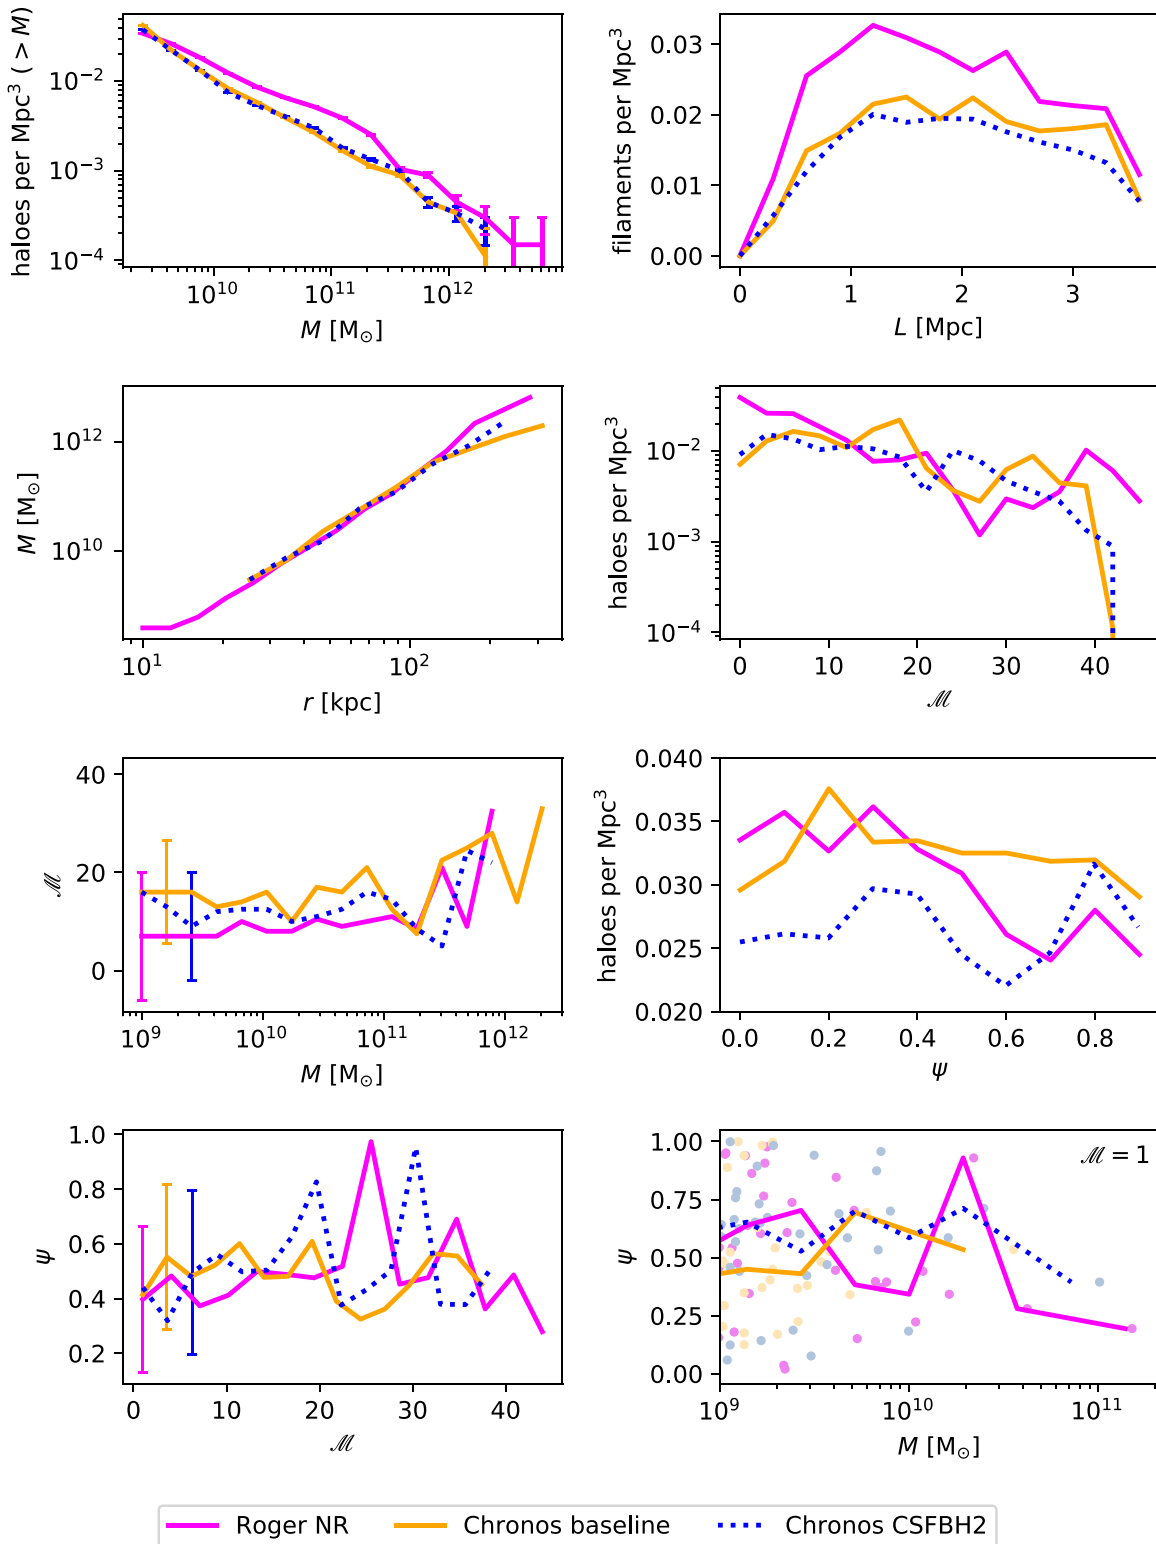 haloes per Mpc³ ( > M)
10⁻²
10⁻³
10⁻⁴
10¹⁰ 10¹¹ 10¹²
M [M⊙]
filaments per Mpc³
0.03
0.02
0.01
0.00
0 1 2 3
L [Mpc]
M [M⊙]
10¹²
10¹⁰
10¹ 10²
r [kpc]
haloes per Mpc³
10⁻²
10⁻³
10⁻⁴
0 10 20 30 40
ℳ
ℳ
40
20
0
10⁹ 10¹⁰ 10¹¹ 10¹²
M [M⊙]
haloes per Mpc³
0.040
0.035
0.030
0.025
0.020
0.0 0.2 0.4 0.6 0.8
ψ
ψ
1.0
0.8
0.6
0.4
0.2
0 10 20 30 40
ℳ
ψ
1.00
0.75
0.50
0.25
0.00
ℳ = 1
10⁹ 10¹⁰ 10¹¹
M [M⊙]
Roger NR Chronos baseline Chronos CSFBH2